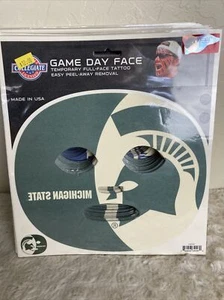 COLLEGIATE
GAME DAY FACE
TEMPORARY FULL-FACE TATTOO
EASY PEEL-AWAY REMOVAL
MADE IN USA
MICHIGAN STATE
®